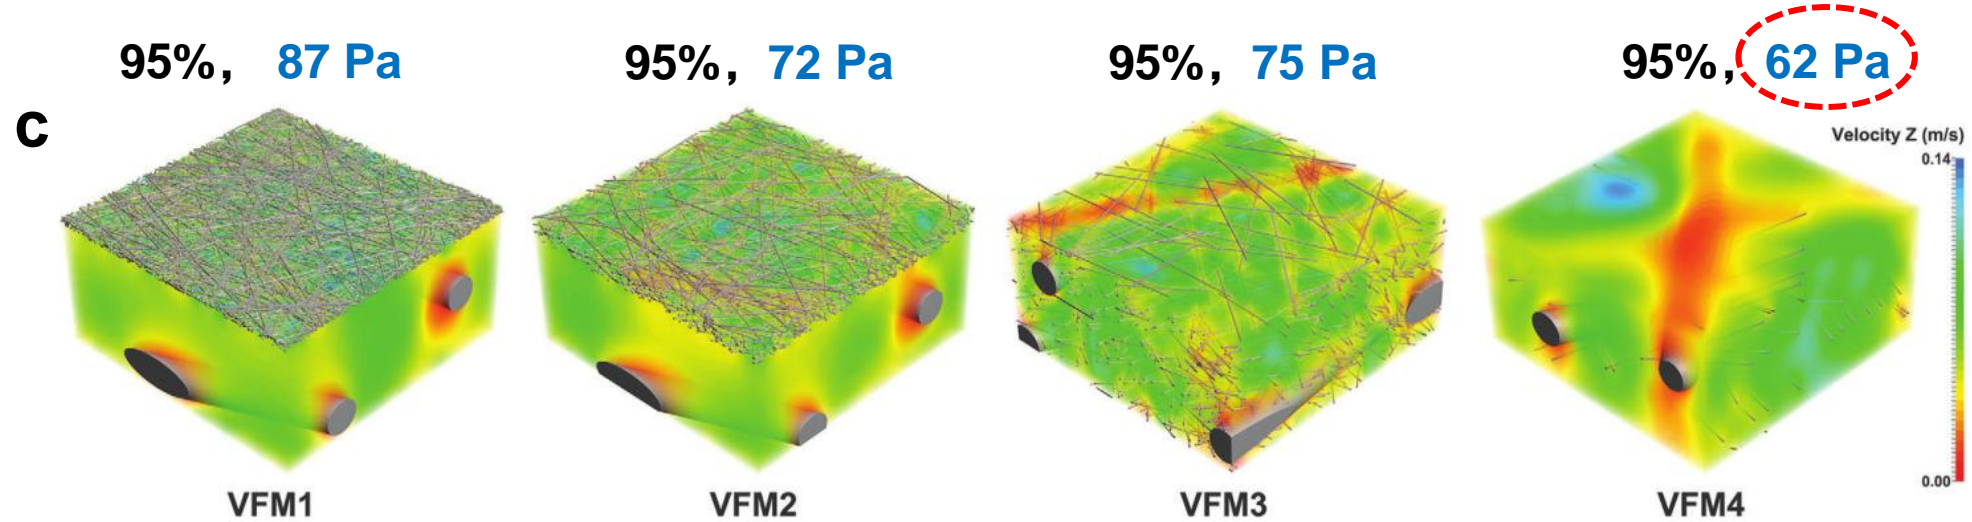 95%, 87 Pa
95%, 72 Pa
95%, 75 Pa
95%, 62 Pa
c
Velocity Z (m/s)
0.14
0.00
VFM1
VFM2
VFM3
VFM4